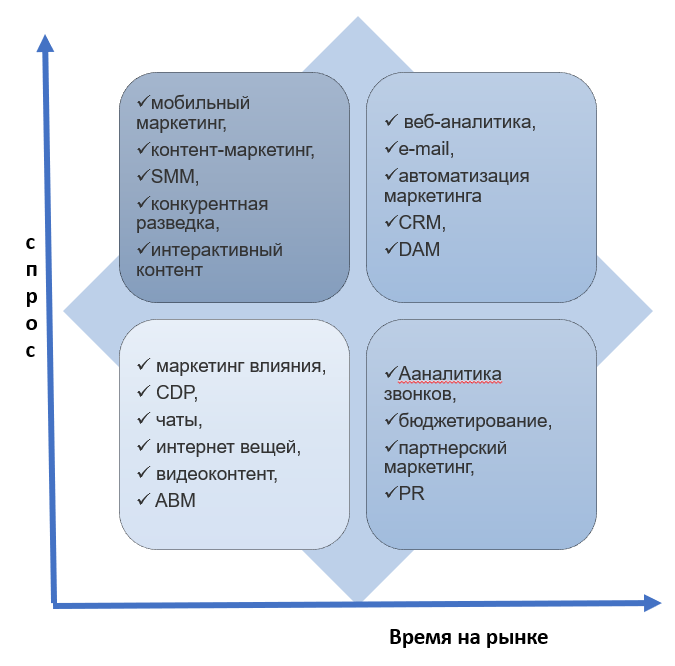 ✓мобильный
маркетинг,
✓контент-маркетинг,
✓SMM,
✓конкурентная
разведка,
✓интерактивный
контент
✓ веб-аналитика,
✓e-mail,
✓автоматизация
маркетинга
✓CRM,
✓DAM
с
п
р
о
с
✓ маркетинг влияния,
✓ CDP,
✓ чаты,
✓ интернет вещей,
✓ видеоконтент,
✓ ABM
✓Ааналитика
звонков,
✓бюджетирование,
✓партнерский
маркетинг,
✓PR
Время на рынке